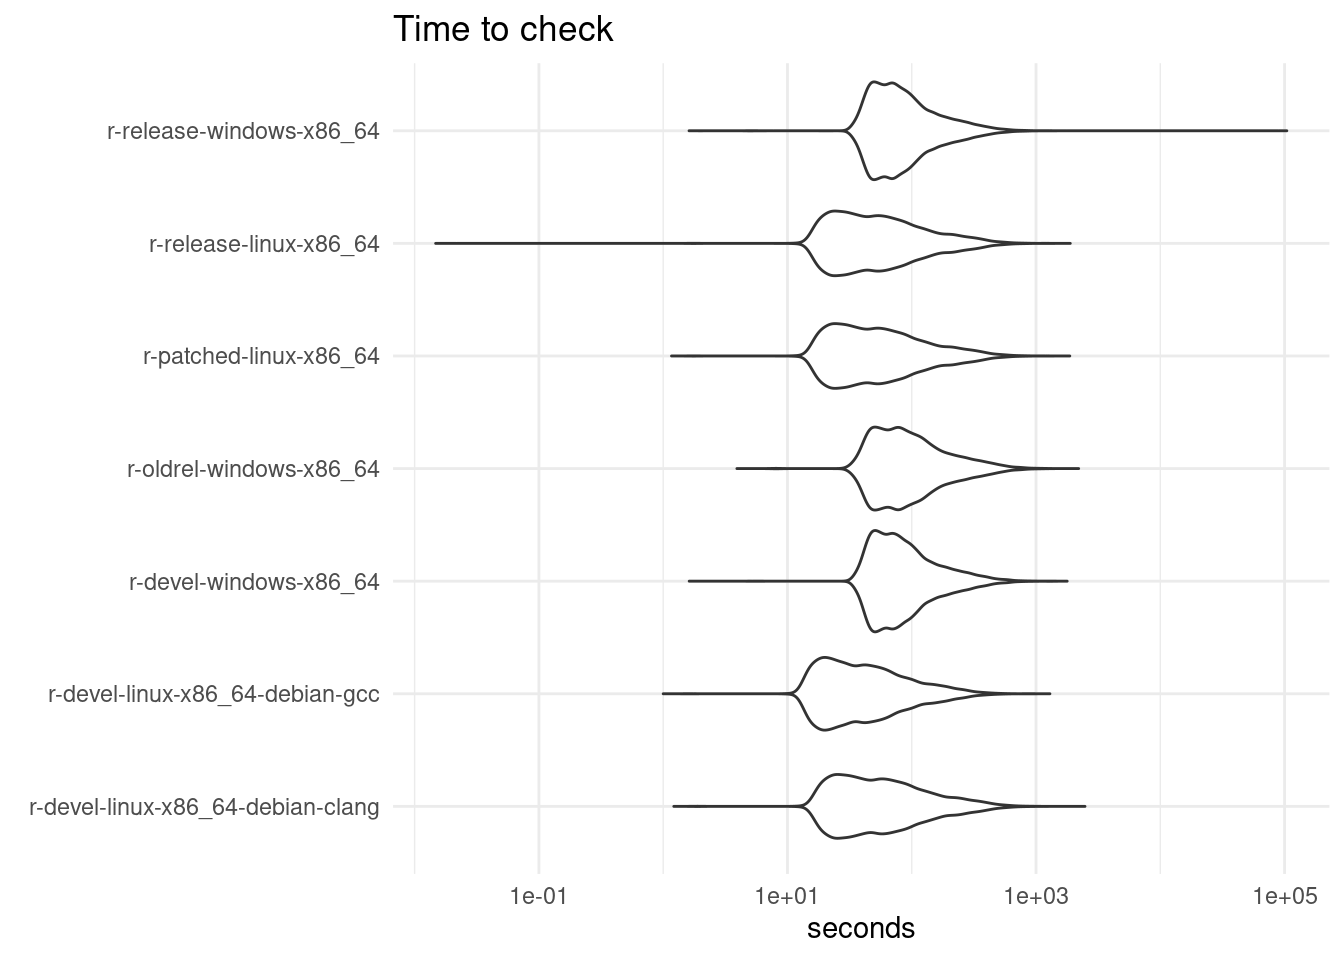 Time to check
r-release-windows-x86_64
r-release-linux-x86_64
r-patched-linux-x86_64
r-oldrel-windows-x86_64
r-devel-windows-x86_64
r-devel-linux-x86_64-debian-gcc
r-devel-linux-x86_64-debian-clang
1e-01 1e+01 1e+03 1e+05
seconds